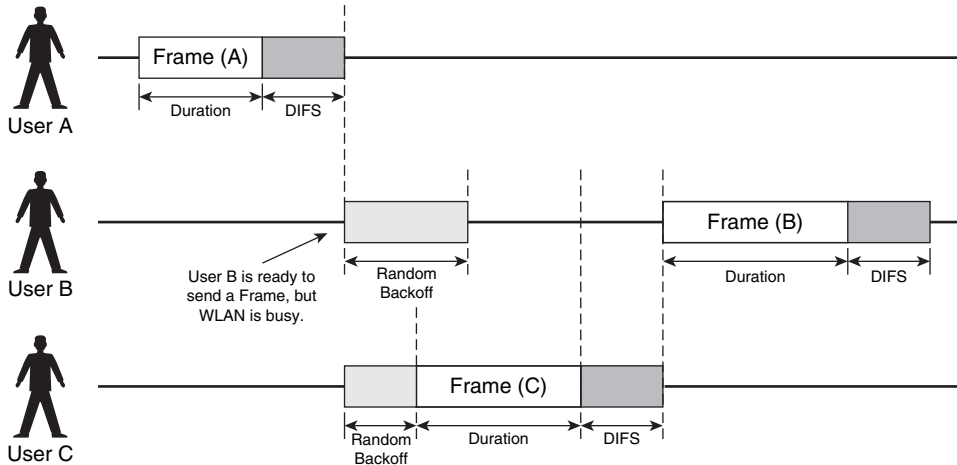 Frame (A)
Duration
DIFS
User A
Frame (B)
User B is ready to
send a Frame, but
WLAN is busy.
Random
Backoff
Duration
DIFS
User B
Frame (C)
Random
Backoff
Duration
DIFS
User C